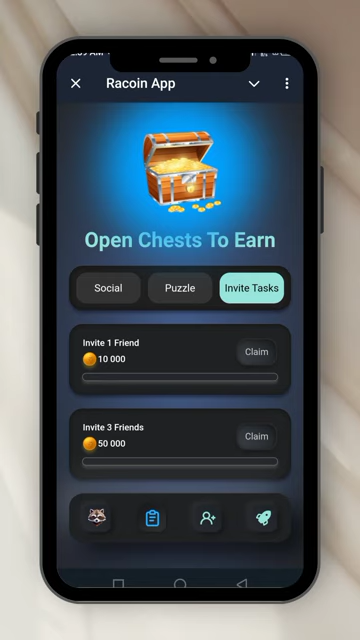 Racoin App
Open Chests To Earn
Social
Puzzle
Invite Tasks
Invite 1 Friend
10 000
Claim
Invite 3 Friends
50 000
Claim